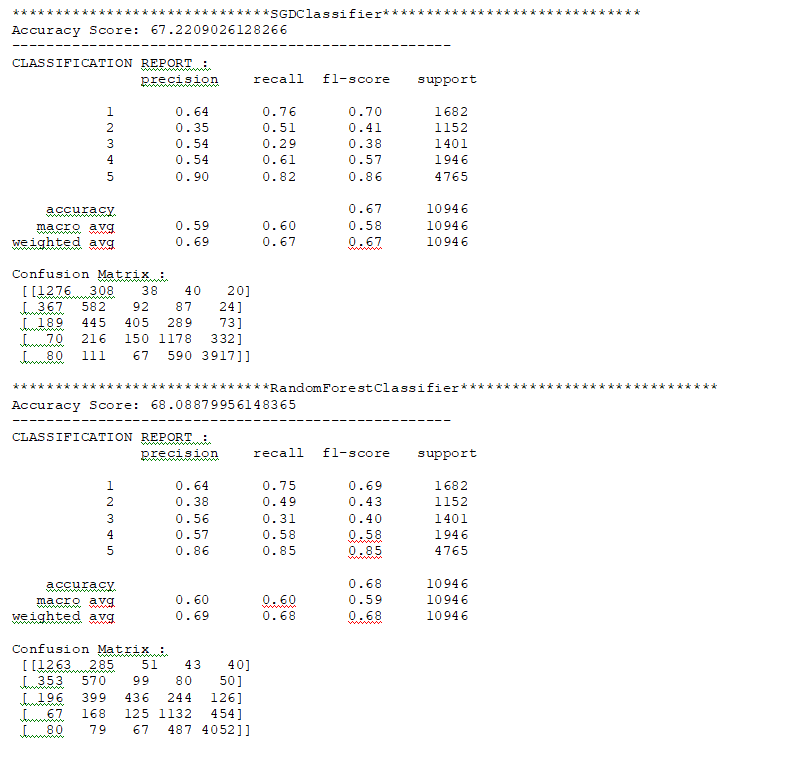 ******************************SGDClassifier******************************
Accuracy Score: 67.2209026128266
---------------------------------------------------
CLASSIFICATION REPORT :
precision    recall  f1-score   support
1       0.64      0.76      0.70      1682
2       0.35      0.51      0.41      1152
3       0.54      0.29      0.38      1401
4       0.54      0.61      0.57      1946
5       0.90      0.82      0.86      4765
accuracy                           0.67     10946
macro avg       0.59      0.60      0.58     10946
weighted avg       0.69      0.67      0.67     10946
Confusion Matrix :
[[1276  308   38   40   20]
[ 367  582   92   87   24]
[ 189  445  405  289   73]
[  70  216  150 1178  332]
[  80  111   67  590 3917]]
******************************RandomForestClassifier******************************
Accuracy Score: 68.08879956148365
---------------------------------------------------
CLASSIFICATION REPORT :
precision    recall  f1-score   support
1       0.64      0.75      0.69      1682
2       0.38      0.49      0.43      1152
3       0.56      0.31      0.40      1401
4       0.57      0.58      0.58      1946
5       0.86      0.85      0.85      4765
accuracy                           0.68     10946
macro avg       0.60      0.60      0.59     10946
weighted avg       0.69      0.68      0.68     10946
Confusion Matrix :
[[1263  285   51   43   40]
[ 353  570   99   80   50]
[ 196  399  436  244  126]
[  67  168  125 1132  454]
[  80   79   67  487 4052]]